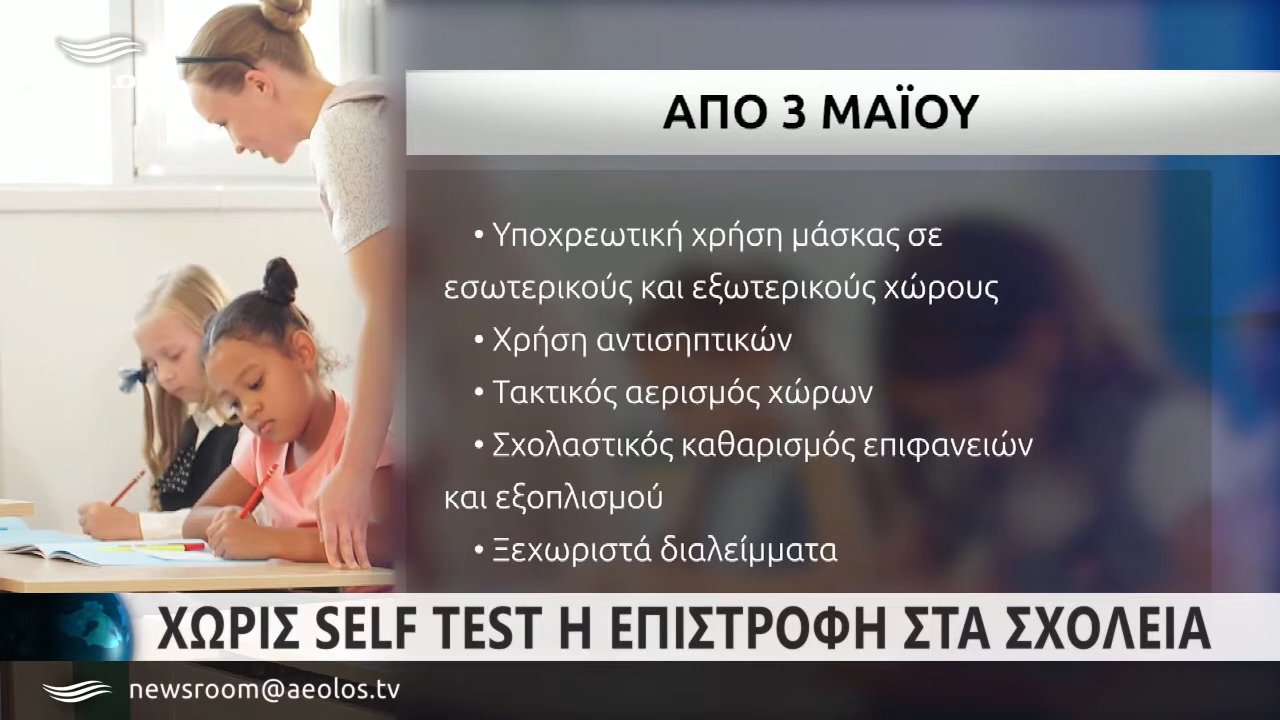 ΑΠΟ 3 ΜΑΪΟΥ
• Υποχρεωτική χρήση μάσκας σε
εσωτερικούς και εξωτερικούς χώρους
• Χρήση αντισηπτικών
• Τακτικός αερισμός χώρων
• Σχολαστικός καθαρισμός επιφανειών
και εξοπλισμού
• Ξεχωριστά διαλείμματα
ΧΩΡΙΣ SELF TEST Η ΕΠΙΣΤΡΟΦΗ ΣΤΑ ΣΧΟΛΕΙΑ
newsroom@aeolos.tv